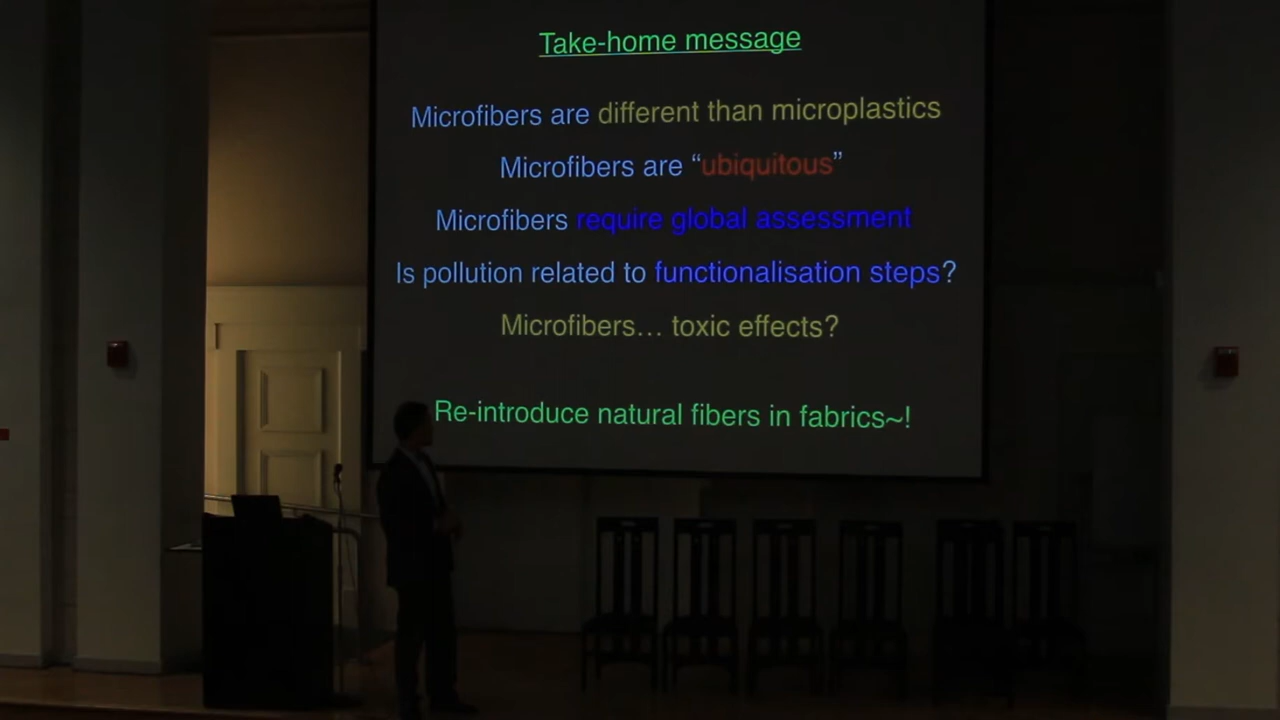 Take-home message
Microfibers are different than microplastics
Microfibers are “ubiquitous”
Microfibers require global assessment
Is pollution related to functionalisation steps?
Microfibers... toxic effects?
Re-introduce natural fibers in fabrics~!